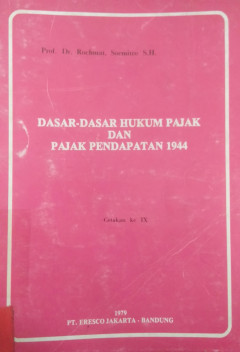 Prof. Dr. Rochmat Soemitro S.H.
DASAR-DASAR HUKUM PAJAK
DAN
PAJAK PENDAPATAN 1944
Cetakan ke IX
1979
PT. ERESCO JAKARTA - BANDUNG